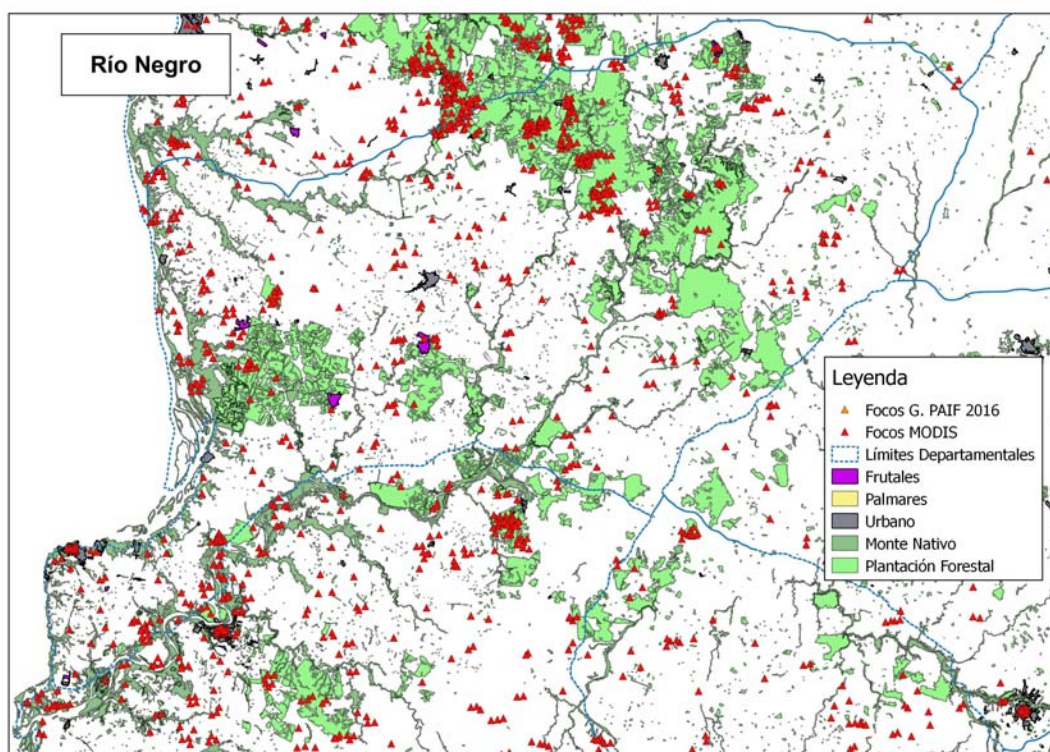 Río Negro
Leyenda
Focos G. PAIF 2016
Focos MODIS
Límites Departamentales
Frutales
Palmares
Urbano
Monte Nativo
Plantación Forestal